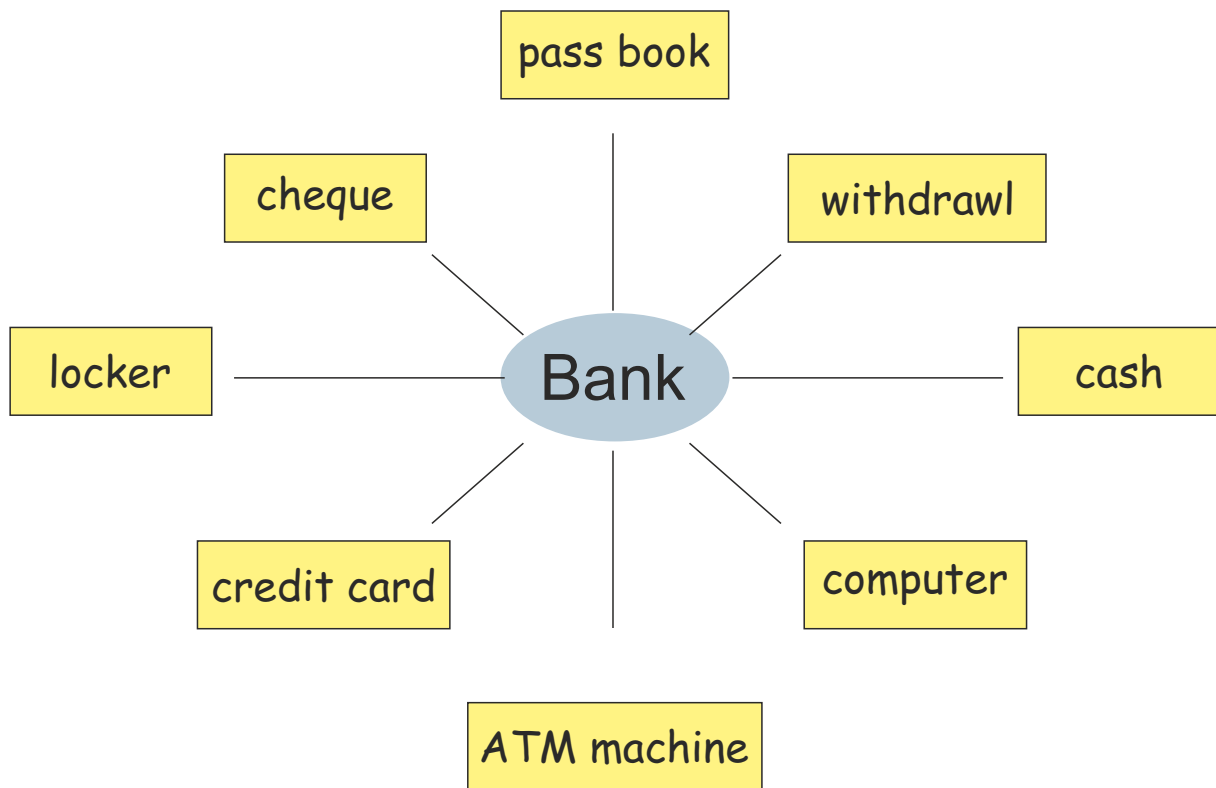 pass book
cheque
withdrawl
locker
Bank
cash
credit card
computer
ATM machine